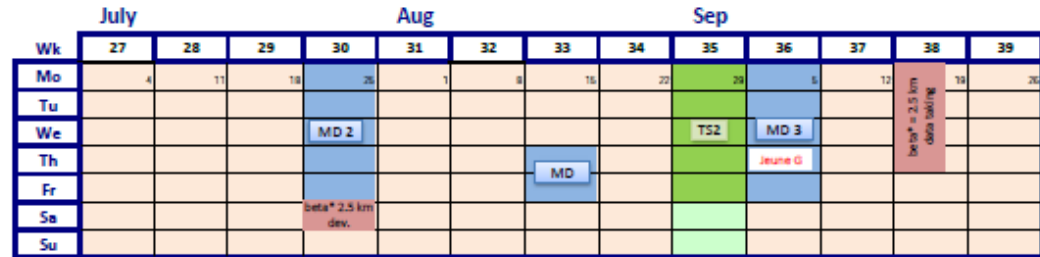 July Aug Sep
Wk 27 28 29 30 31 32 33 34 35 36 37 38 39
Mo 4 11 18 25 1 8 15 22 29 5 12 19 26
Tu
We MD 2 TS2 MD 3
beta* = 2.5 km
data taking
Th Jeune G
MD
Fr
Sa beta* 2.5 km
dev.
Su